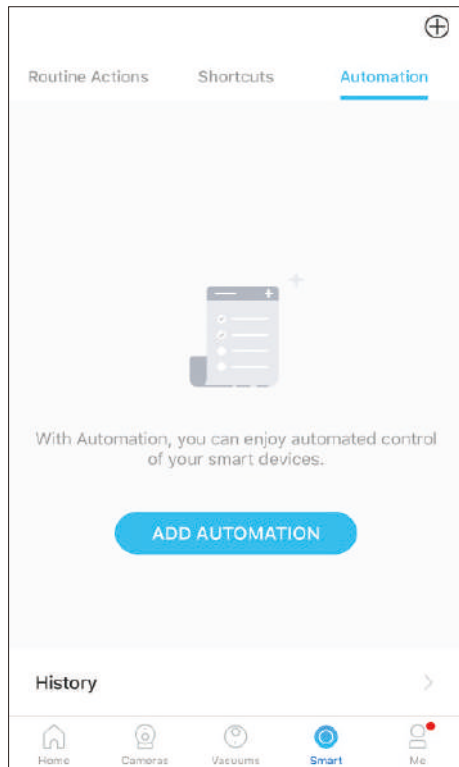 Routine Actions Shortcuts Automation
With Automation, you can enjoy automated control
of your smart devices.
ADD AUTOMATION
History
Home Cameras Vacuums Smart Me